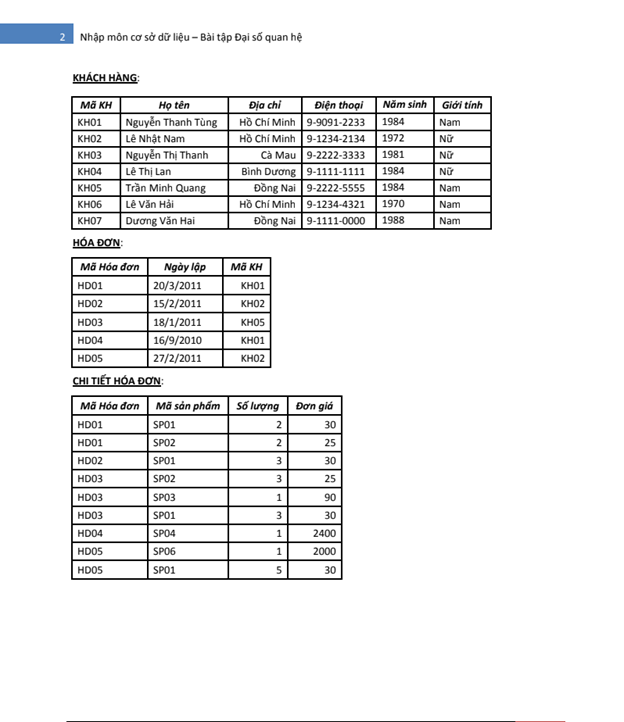 2 Nhập môn cơ sở dữ liệu – Bài tập Đại số quan hệ
KHÁCH HÀNG:
Mã KH Họ tên Địa chỉ Điện thoại Năm sinh Giới tính
KH01 Nguyễn Thanh Tùng Hồ Chí Minh 9-9091-2233 1984 Nam
KH02 Lê Nhật Nam Hồ Chí Minh 9-1234-2134 1972 Nữ
KH03 Nguyễn Thị Thanh Cà Mau 9-2222-3333 1981 Nữ
KH04 Lê Thị Lan Bình Dương 9-1111-1111 1984 Nữ
KH05 Trần Minh Quang Đồng Nai 9-2222-5555 1984 Nam
KH06 Lê Văn Hải Hồ Chí Minh 9-1234-4321 1970 Nam
KH07 Dương Văn Hai Đồng Nai 9-1111-0000 1988 Nam
HÓA ĐƠN:
Mã Hóa đơn Ngày lập Mã KH
HD01 20/3/2011 KH01
HD02 15/2/2011 KH02
HD03 18/1/2011 KH05
HD04 16/9/2010 KH01
HD05 27/2/2011 KH02
CHI TIẾT HÓA ĐƠN:
Mã Hóa đơn Mã sản phẩm Số lượng Đơn giá
HD01 SP01 2 30
HD01 SP02 2 25
HD02 SP01 3 30
HD03 SP02 3 25
HD03 SP03 1 90
HD03 SP01 3 30
HD04 SP04 1 2400
HD05 SP06 1 2000
HD05 SP01 5 30